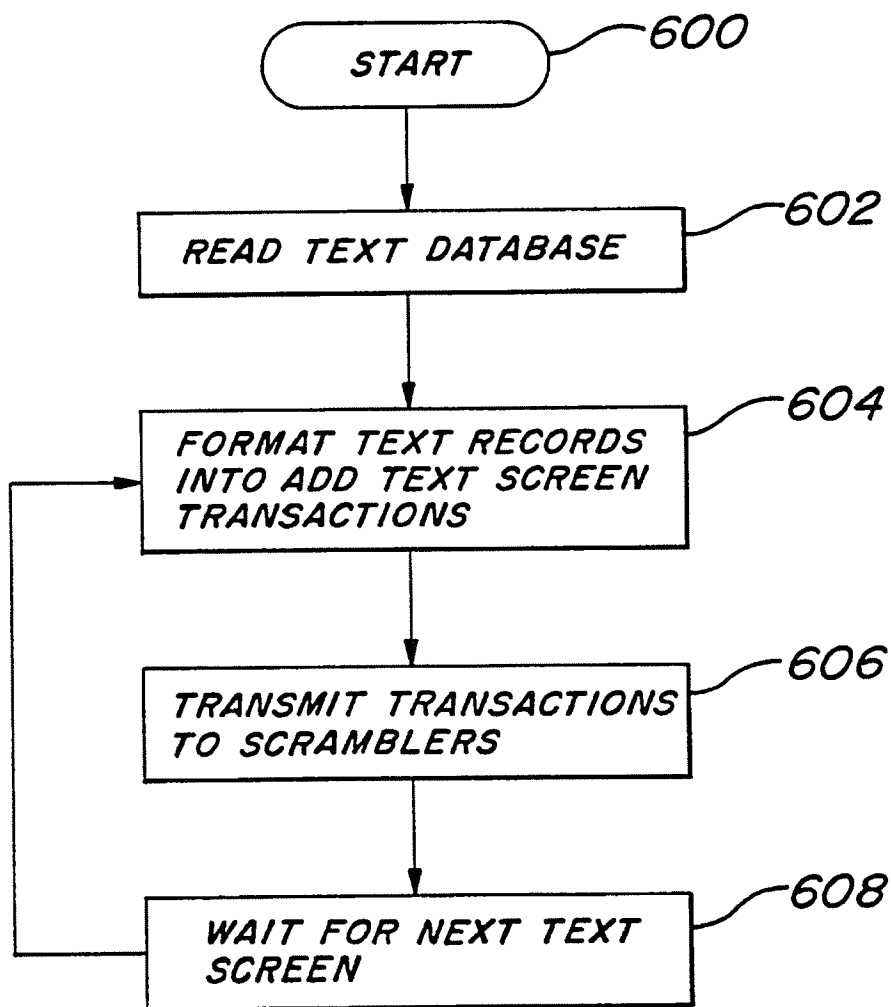 START
600
READ TEXT DATABASE
602
FORMAT TEXT RECORDS
INTO ADD TEXT SCREEN
TRANSACTIONS
604
TRANSMIT TRANSACTIONS
TO SCRAMBLERS
606
WAIT FOR NEXT TEXT
SCREEN
608